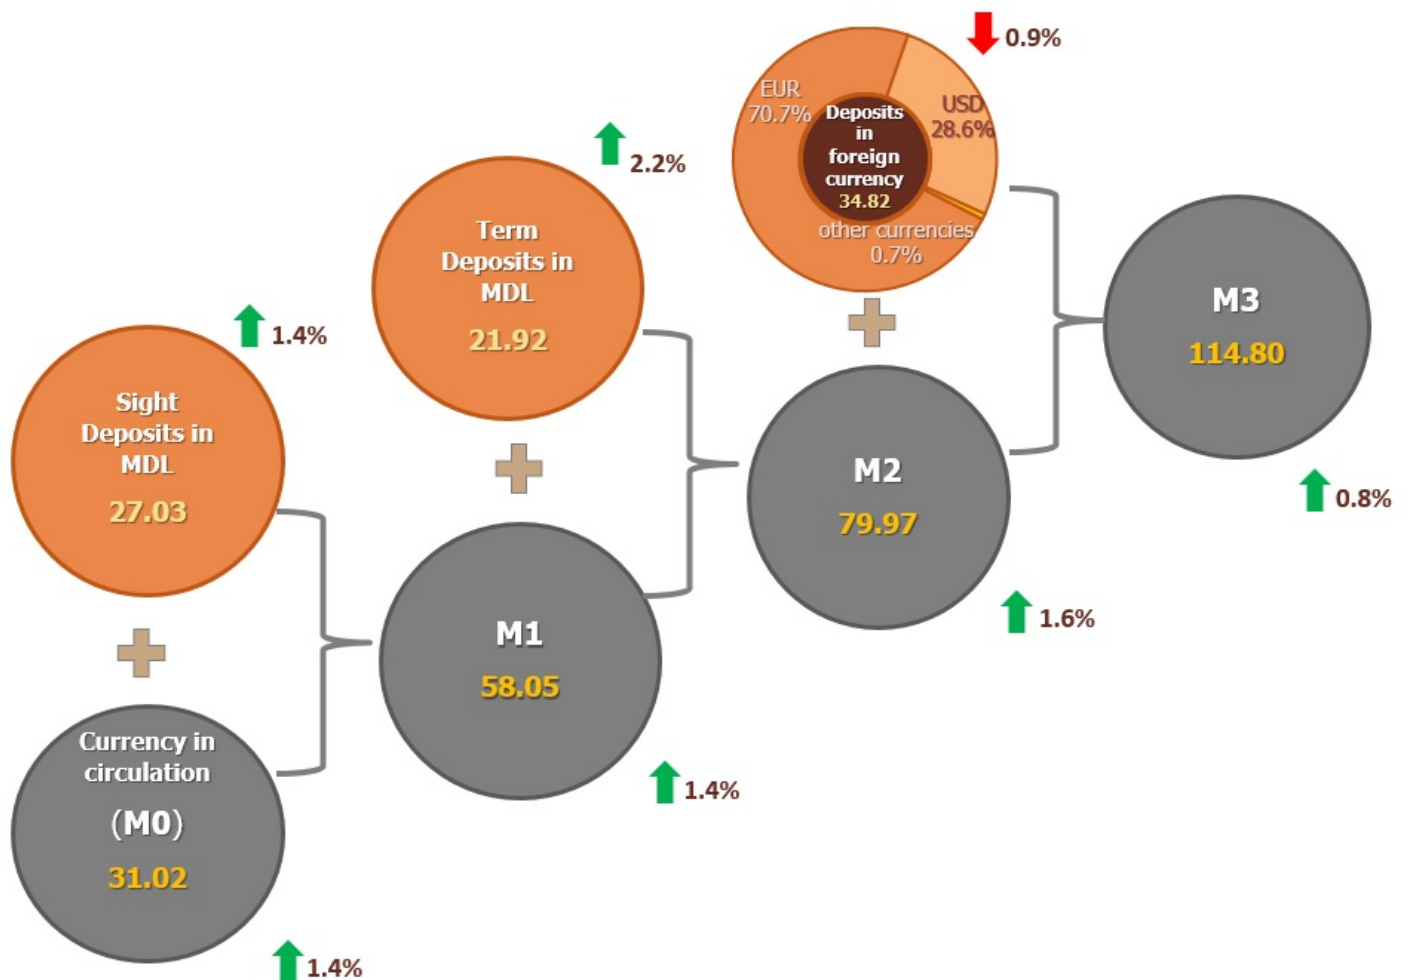 Sight
Deposits in
MDL
27.03
1.4%
Currency in
circulation
(M0)
31.02
1.4%
Term
Deposits in
MDL
21.92
2.2%
M1
58.05
1.4%
EUR
70.7%
USD
28.6%
other currencies
0.7%
Deposits
in
foreign
currency
34.82
0.9%
M2
79.97
1.6%
M3
114.80
0.8%